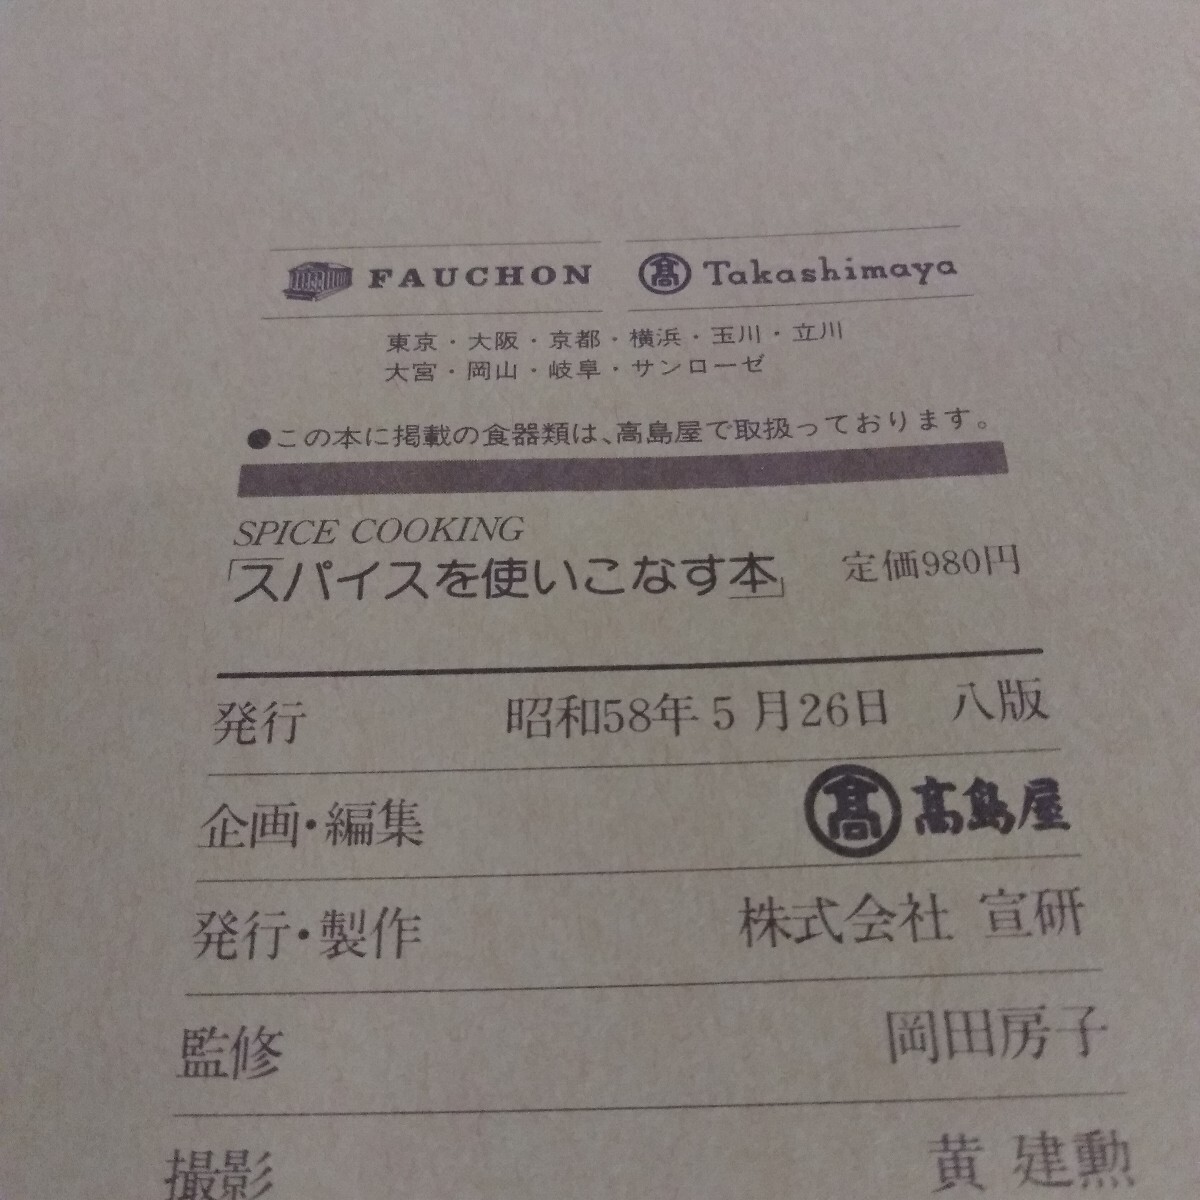 FAUCHON 髙 Takashimaya
東京・大阪・京都・横浜・玉川・立川
大宮・岡山・岐阜・サンローゼ
●この本に掲載の食器類は、高島屋で取扱っております。
SPICE COOKING
「スパイスを使いこなす本」 定価980円
発行 昭和58年5月26日 八版
企画・編集 髙 髙島屋
発行・製作 株式会社 宣研
監修 岡田房子
撮影 黄 建勲